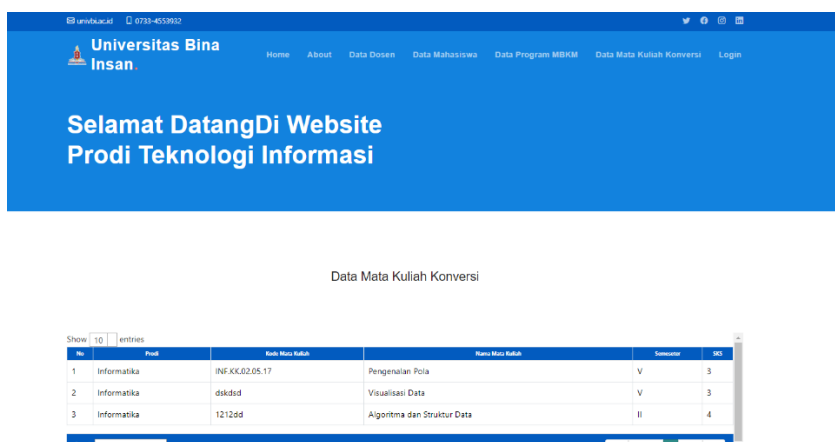 univbi.ac.id 0733-4553932
Universitas Bina
Insan.
Home About Data Dosen Data Mahasiswa Data Program MBKM Data Mata Kuliah Konversi Login
Selamat DatangDi Website
Prodi Teknologi Informasi
Data Mata Kuliah Konversi
Show 10 entries
No Prodi Kode Mata Kuliah Nama Mata Kuliah Semesetor SKS
1 Informatika INF.KK.02.05.17 Pengenalan Pola V 3
2 Informatika dskdsd Visualisasi Data V 3
3 Informatika 1212dd Algoritma dan Struktur Data II 4